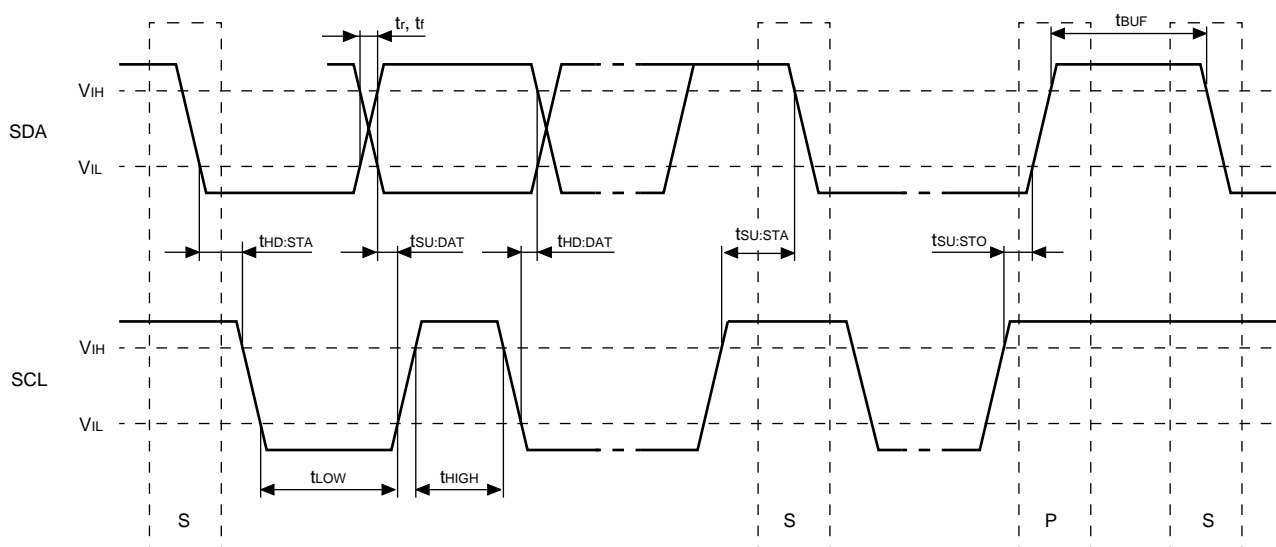 tr, tf
tBUF
VIH
SDA
VIL
tHD:STA
tSU:DAT
tHD:DAT
tSU:STA
tSU:STO
VIH
SCL
VIL
tLOW
tHIGH
S
S
P
S